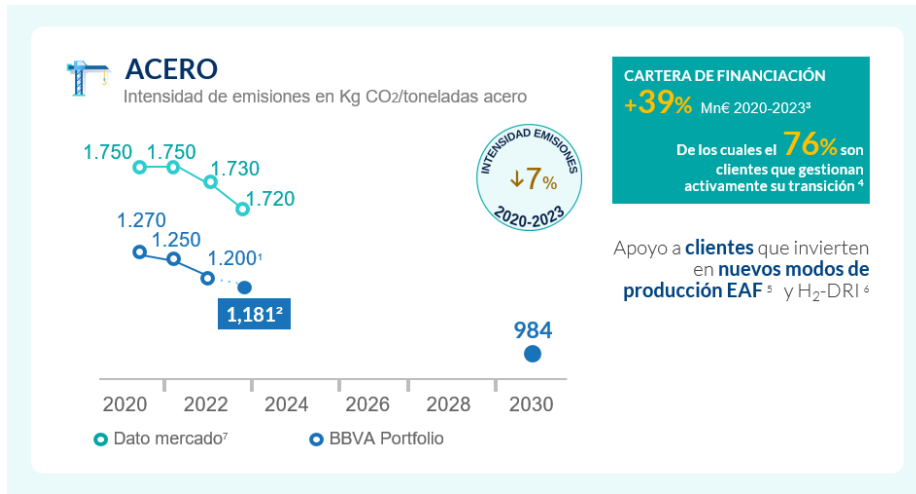 ACERO
Intensidad de emisiones en Kg CO₂/toneladas acero
1.750
1.750
1.730
1.720
1.270
1.250
1.200¹
1,181²
984
2020
2022
2024
2026
2028
2030
Dato mercado⁷
BBVA Portfolio
INTENSIDAD EMISIONES
↓7%
2020-2023
CARTERA DE FINANCIACIÓN
+39% Mn€ 2020-2023³
De los cuales el 76% son
clientes que gestionan
activamente su transición ⁴
Apoyo a clientes que invierten
en nuevos modos de
producción EAF ⁵ y H₂-DRI ⁶